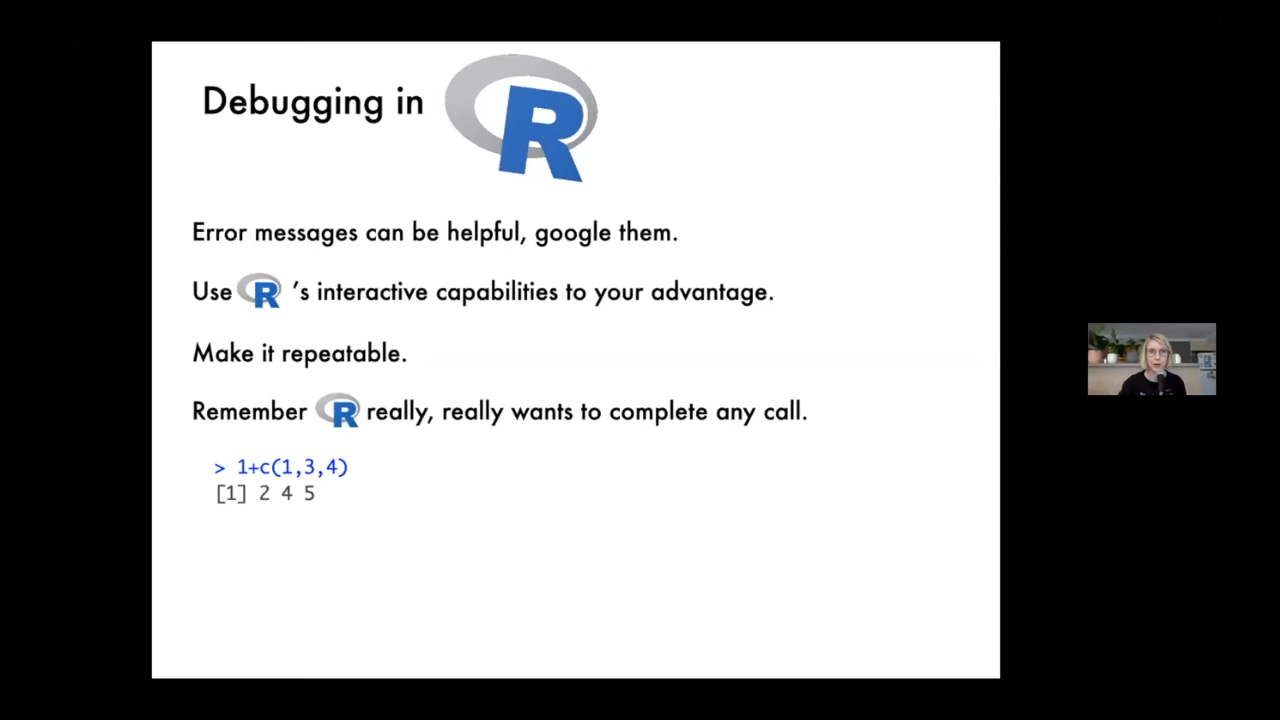 Debugging in R
Error messages can be helpful, google them.
Use R 's interactive capabilities to your advantage.
Make it repeatable.
Remember R really, really wants to complete any call.
> 1+c(1,3,4)
[1] 2 4 5